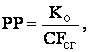 PP = K₀ / CF_СГ ,